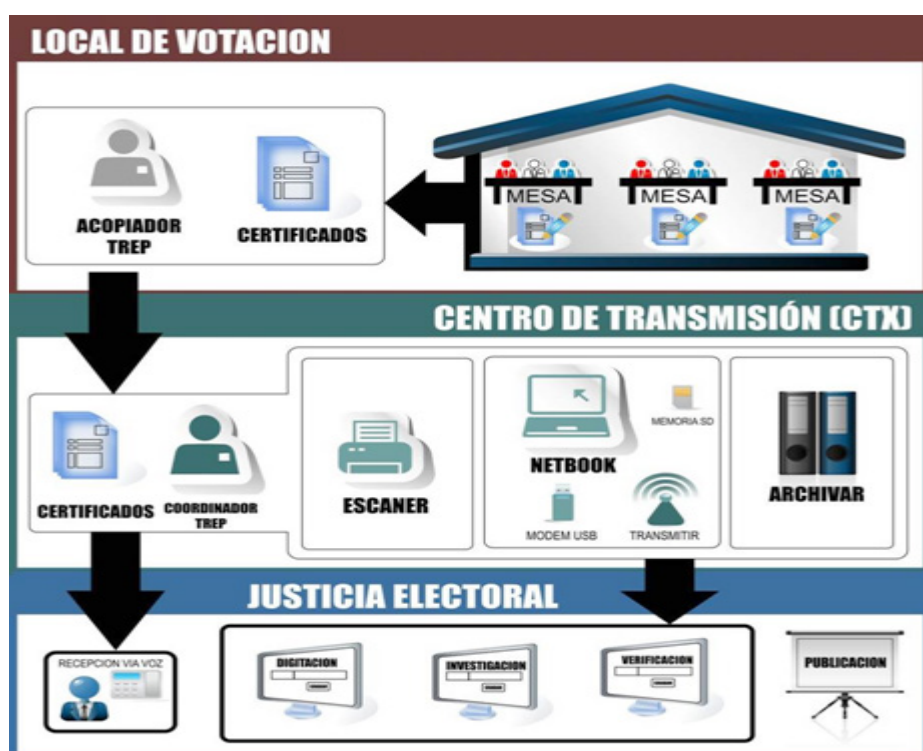 LOCAL DE VOTACION
ACOPIADOR
TREP
CERTIFICADOS
MESA
MESA
MESA
CENTRO DE TRANSMISIÓN (CTX)
CERTIFICADOS
COORDINADOR
TREP
ESCANER
NETBOOK
MEMORIA SD
MODEM USB
TRANSMITIR
ARCHIVAR
JUSTICIA ELECTORAL
RECEPCION VIA VOZ
DIGITACION
INVESTIGACION
VERIFICACION
PUBLICACION